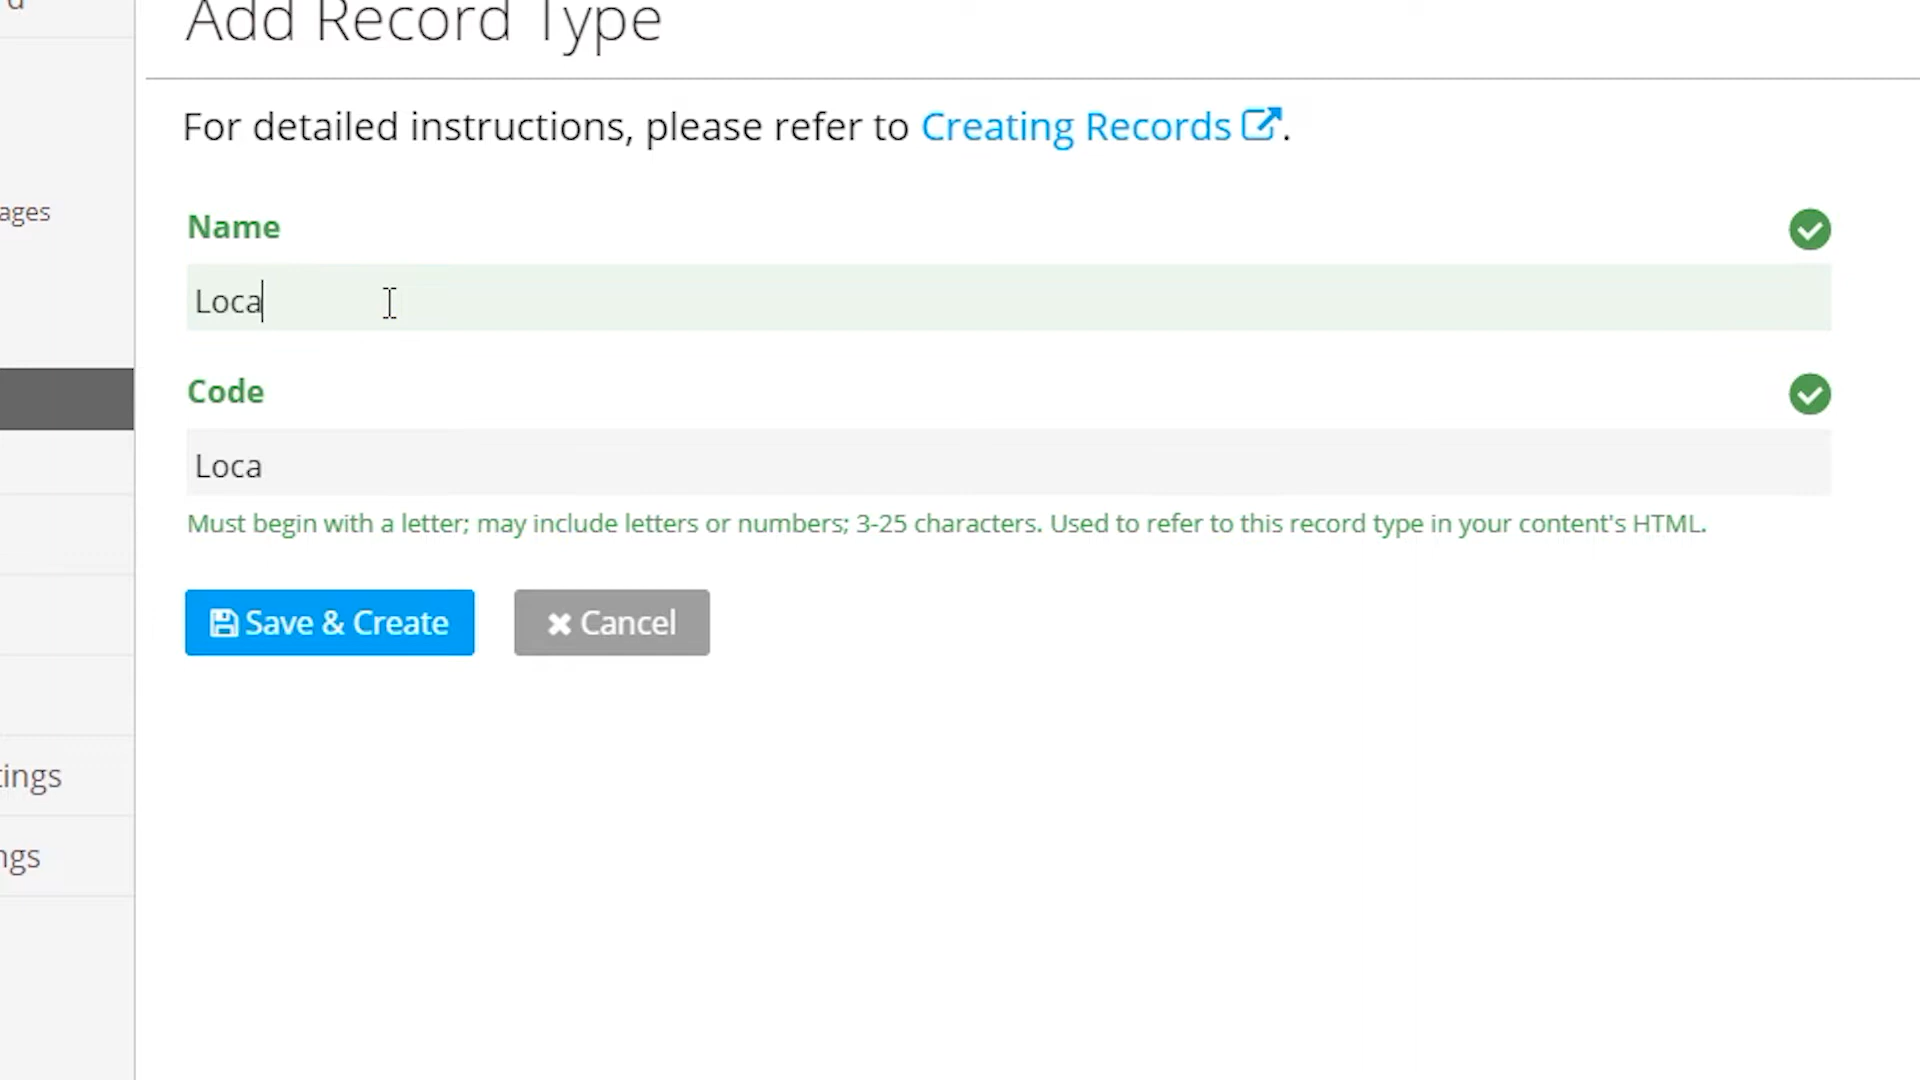 Add Record Type
For detailed instructions, please refer to Creating Records.
ages
Name
Loca
Code
Loca
Must begin with a letter; may include letters or numbers; 3-25 characters. Used to refer to this record type in your content's HTML.
Save & Create
Cancel
tings
ngs